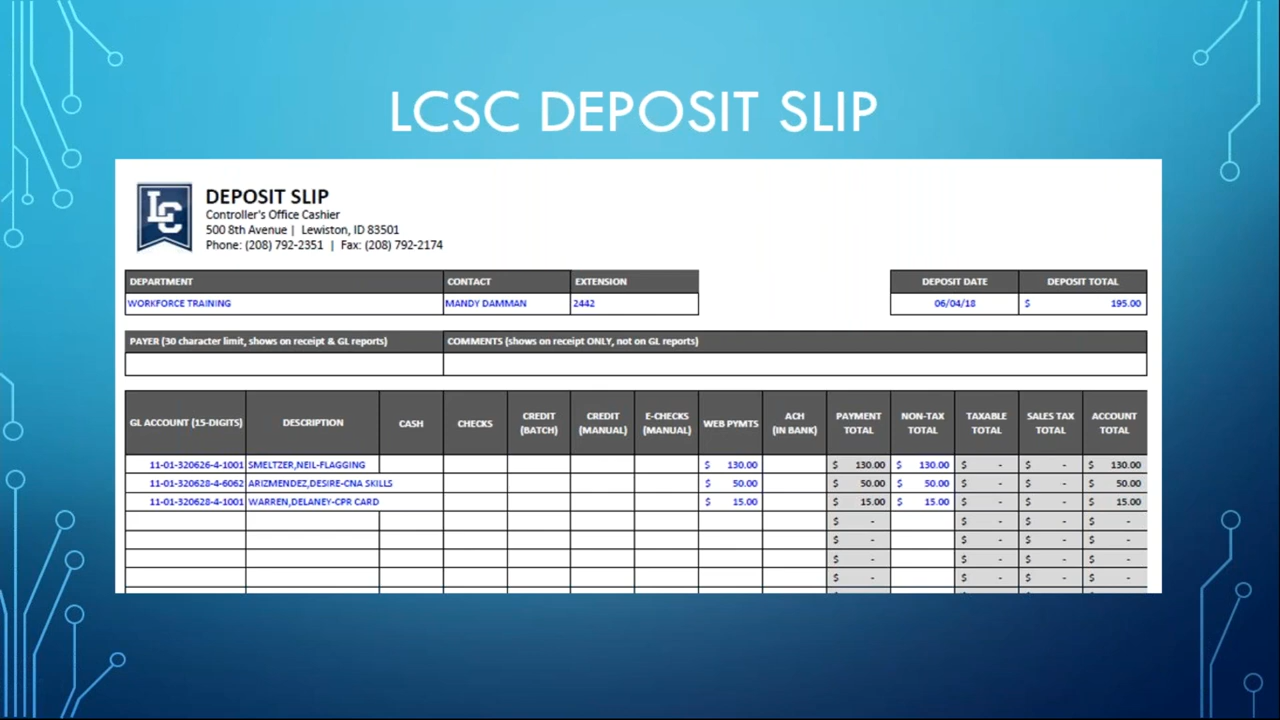 LCSC DEPOSIT SLIP
LC
DEPOSIT SLIP
Controller's Office Cashier
500 8th Avenue | Lewiston, ID 83501
Phone: (208) 792-2351 | Fax: (208) 792-2174
DEPARTMENT CONTACT EXTENSION DEPOSIT DATE DEPOSIT TOTAL
WORKFORCE TRAINING MANDY DAMMAN 2442 06/04/18 $ 195.00
PAYER (30 character limit, shows on receipt & GL reports) COMMENTS (shows on receipt ONLY, not on GL reports)
GL ACCOUNT (15-DIGITS) DESCRIPTION CASH CHECKS CREDIT (BATCH) CREDIT (MANUAL) E-CHECKS (MANUAL) WEB PYMTS ACH (IN BANK) PAYMENT TOTAL NON-TAX TOTAL TAXABLE TOTAL SALES TAX TOTAL ACCOUNT TOTAL
11-01-320626-4-1001 SMELTZER,NEIL-FLAGGING $ 130.00 $ 130.00 $ 130.00 $ - $ - $ 130.00
11-01-320628-4-6062 ARIZMENDEZ,DESIRE-CNA SKILLS $ 50.00 $ 50.00 $ 50.00 $ - $ - $ 50.00
11-01-320628-4-1001 WARREN,DELANEY-CPR CARD $ 15.00 $ 15.00 $ 15.00 $ - $ - $ 15.00
$ - $ - $ - $ -
$ - $ - $ - $ -
$ - $ - $ - $ -
$ - $ - $ - $ -